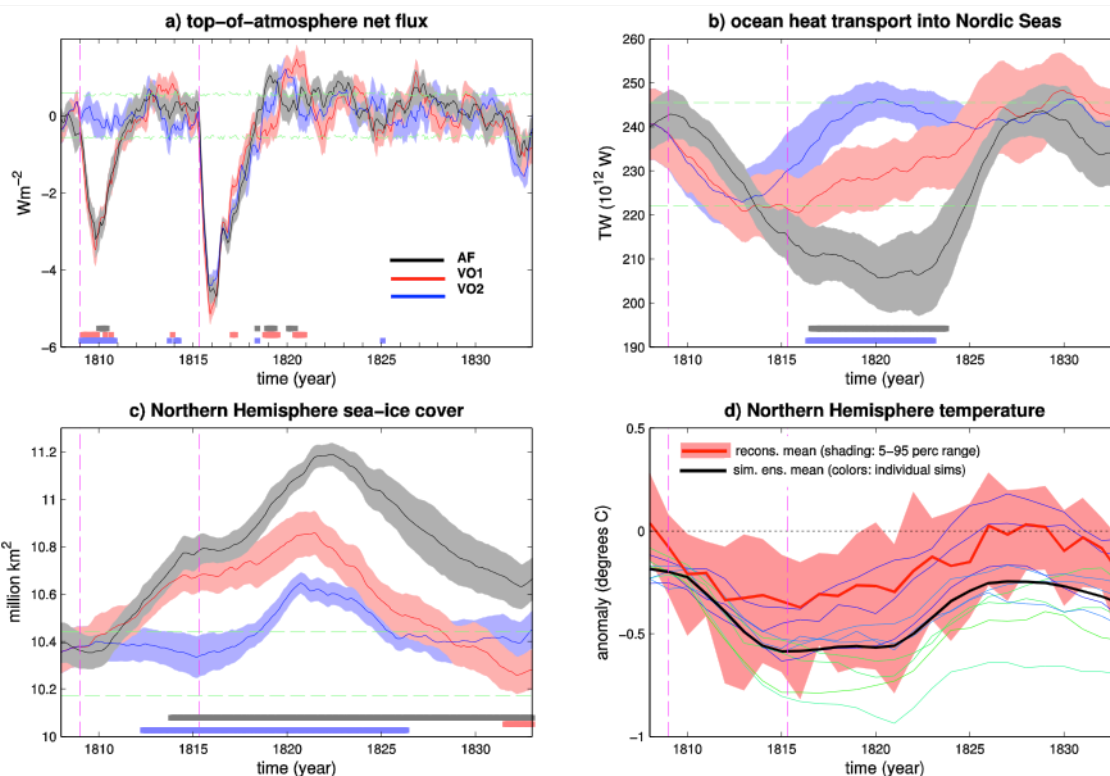 a) top−of−atmosphere net flux
Wm−2
0
−2
−4
−6
AF
VO1
VO2
1810 1815 1820 1825 1830
time (year)
b) ocean heat transport into Nordic Seas
TW (10^12 W)
260
250
240
230
220
210
200
190
1810 1815 1820 1825 1830
time (year)
c) Northern Hemisphere sea−ice cover
million km2
11.2
11
10.8
10.6
10.4
10.2
10
1810 1815 1820 1825 1830
time (year)
d) Northern Hemisphere temperature
anomaly (degrees C)
0.5
recons. mean (shading: 5−95 perc range)
sim. ens. mean (colors: individual sims)
0
−0.5
−1
1810 1815 1820 1825 1830
time (year)